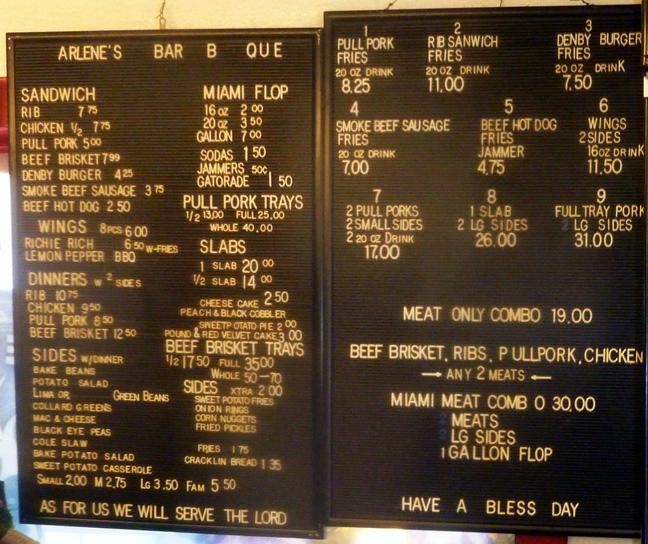 ARLENE'S BAR B QUE
SANDWICH
RIB 7 75
CHICKEN 1/2 7 75
PULL PORK 5 00
BEEF BRISKET 7 99
DENBY BURGER 4 25
SMOKE BEEF SAUSAGE 3 75
BEEF HOT DOG 2 50
WINGS 8 PCS 6 00
RICHIE RICH 6 50 W-FRIES
LEMON PEPPER BBQ
DINNERS W 2 SIDES
RIB 10 75
CHICKEN 9 50
PULL PORK 8 50
BEEF BRISKET 12 50
SIDES W/DINNER
BAKE BEANS
POTATO SALAD
LIMA OR GREEN BEANS
COLLARD GREENS
MAC & CHEESE
BLACK EYE PEAS
COLE SLAW
BAKE POTATO SALAD
SWEET POTATO CASSEROLE
SMALL 2.00 M 2.75 LG 3.50 FAM 5 50
MIAMI FLOP
16 OZ 2 00
20 OZ 3 50
GALLON 7 00
SODAS 1 50
JAMMERS 50c
GATORADE 1 50
PULL PORK TRAYS
1/2 13.00 FULL 25.00
WHOLE 40.00
SLABS
1 SLAB 20 00
1/2 SLAB 14 00
CHEESE CAKE 2 50
PEACH & BLACK COBBLER
SWEETPOTATO PIE 2 00
POUND & RED VELVET CAKE 3 00
BEEF BRISKET TRAYS
1/2 17 50 FULL 35 00
WHOLE 50-70
SIDES XTRA 2 00
SWEET POTATO FRIES
ONION RINGS
CORN NUGGETS
FRIED PICKLES
FRIES 1 75
CRACKLIN BREAD 1 35
AS FOR US WE WILL SERVE THE LORD
1
PULL PORK
FRIES
20 OZ DRINK
8.25
2
RIB SANWICH
FRIES
20 OZ DRINK
11.00
3
DENBY BURGER
FRIES
20 OZ DRINK
7.50
4
SMOKE BEEF SAUSAGE
FRIES
20 OZ DRINK
7.00
5
BEEF HOT DOG
FRIES
JAMMER
4.75
6
WINGS
2 SIDES
16 OZ DRINK
11.50
7
2 PULL PORKS
2 SMALL SIDES
2 20 OZ DRINK
17.00
8
1 SLAB
2 LG SIDES
26.00
9
FULL TRAY PORK
2 LG SIDES
31.00
MEAT ONLY COMBO 19.00
BEEF BRISKET, RIBS, PULLPORK, CHICKEN
→ ANY 2 MEATS ←
MIAMI MEAT COMB O 30.00
MEATS
LG SIDES
1 GALLON FLOP
HAVE A BLESS DAY